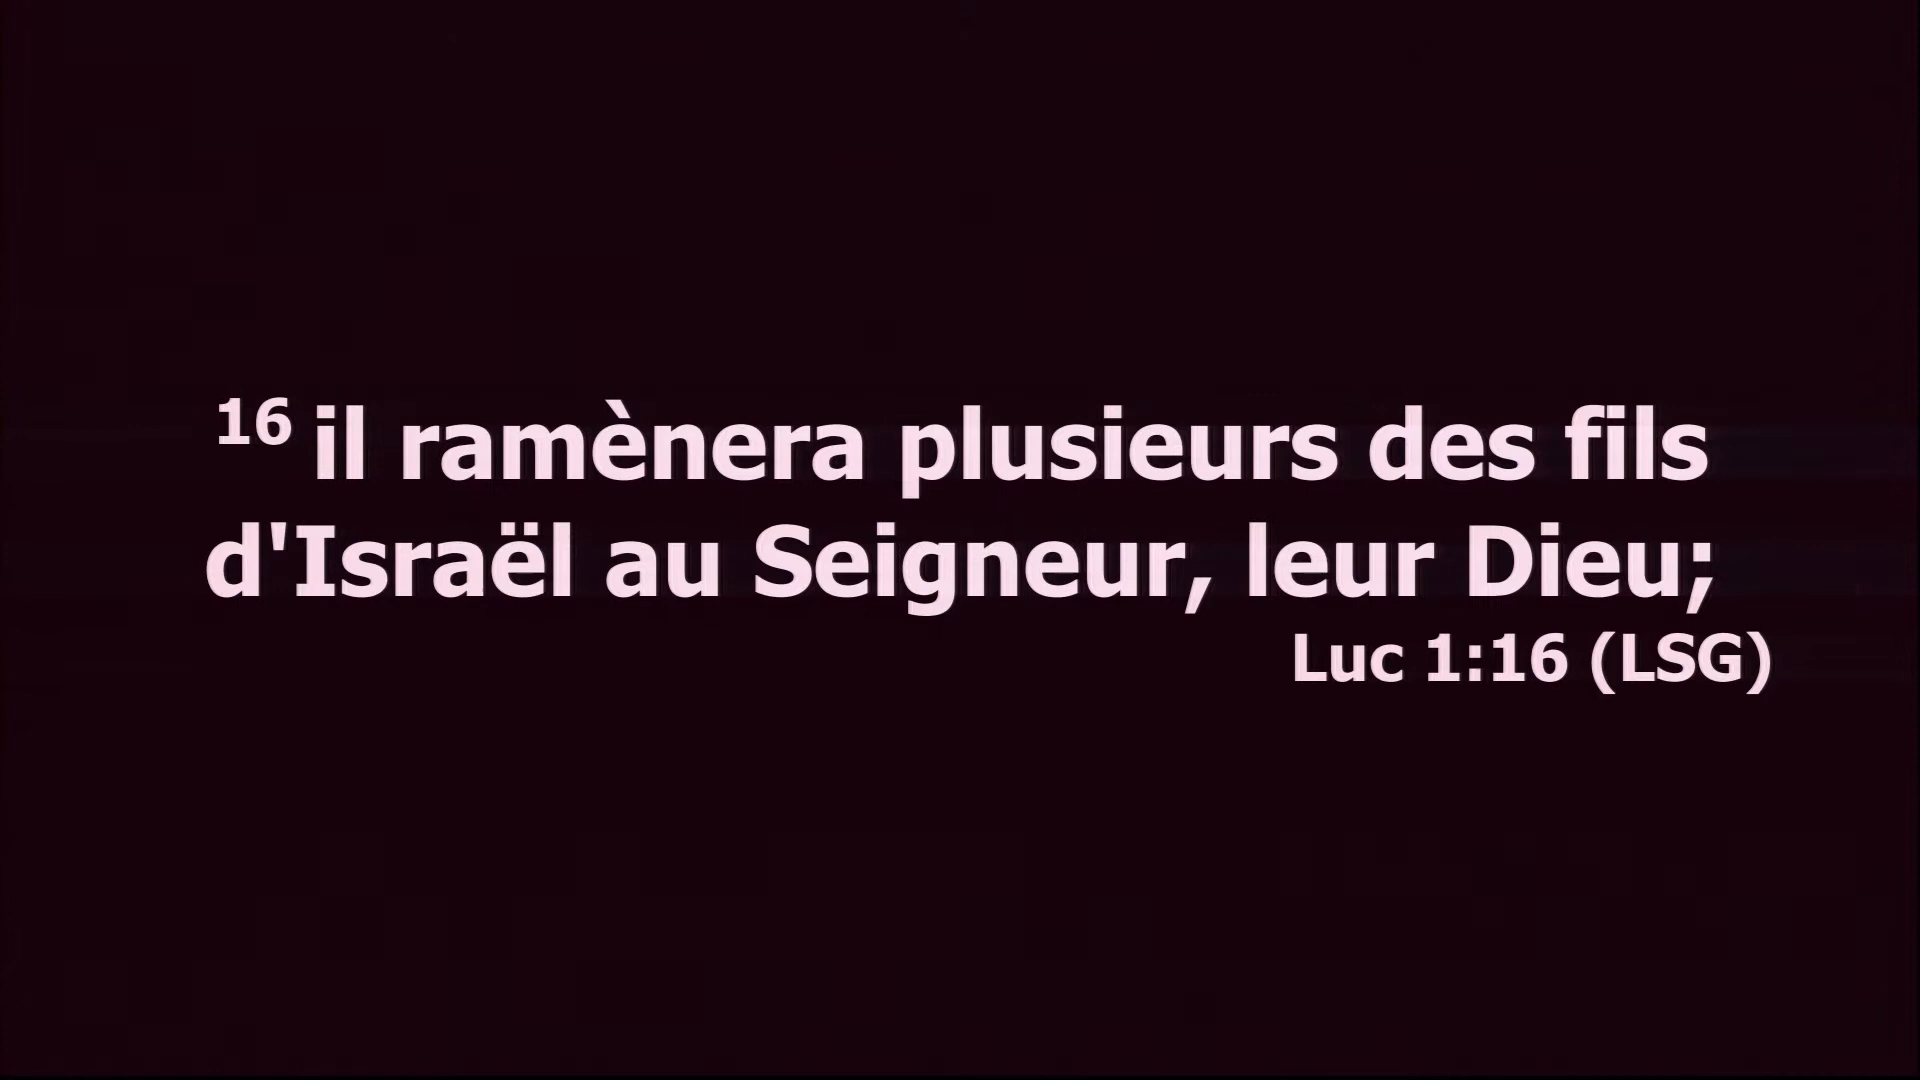 16 il ramènera plusieurs des fils
d'Israël au Seigneur, leur Dieu;
Luc 1:16 (LSG)